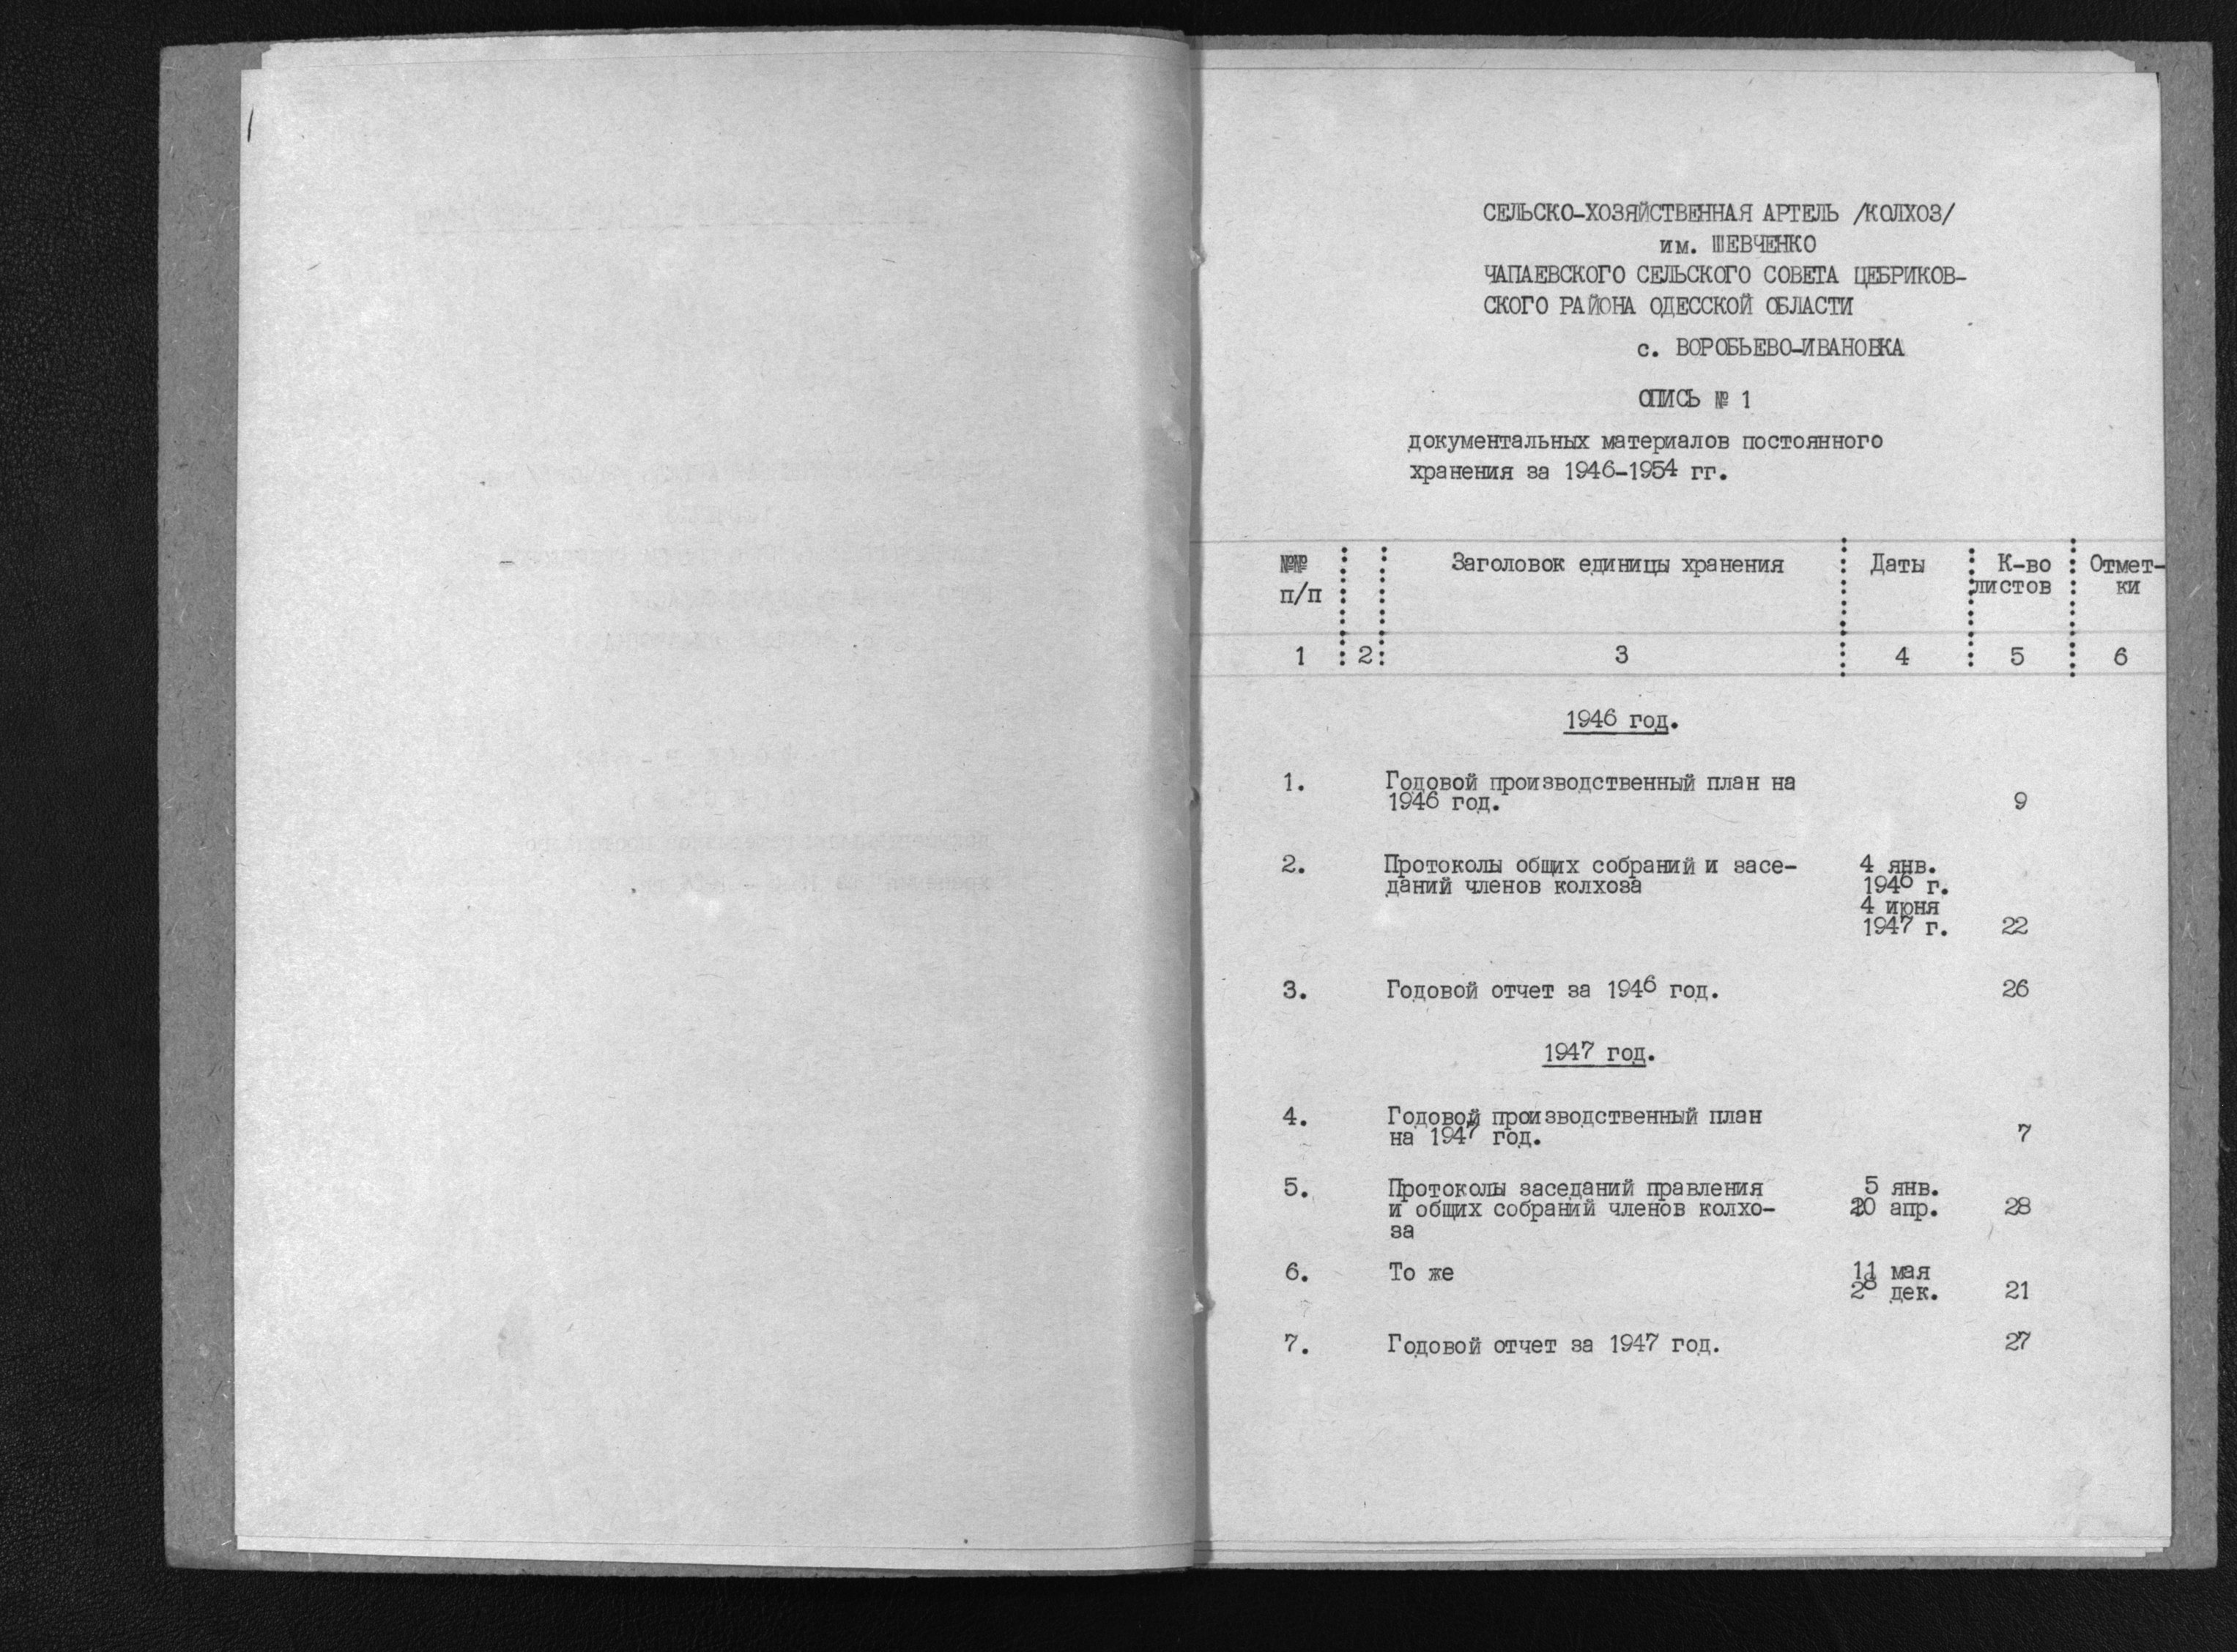 СЕЛЬСКО-ХОЗЯЙСТВЕННАЯ АРТЕЛЬ /КОЛХОЗ/
им. ШЕВЧЕНКО
ЧАПАЕВСКОГО СЕЛЬСКОГО СОВЕТА ЦЕБРИКОВ-
СКОГО РАЙОНА ОДЕССКОЙ ОБЛАСТИ
с. ВОРОБЬЕВО-ИВАНОВКА
ОПИСЬ № 1
документальных материалов постоянного
хранения за 1946-1954 гг.
№№ Заголовок единицы хранения Даты К-во Отмет-
п/п листов ки
1 2 3 4 5 6
1946 год.
1. Годовой производственный план на
1946 год. 9
2. Протоколы общих собраний и засе- 4 янв.
даний членов колхоза 1946 г.
4 июня
1947 г. 22
3. Годовой отчет за 1946 год. 26
1947 год.
4. Годовой производственный план
на 1947 год. 7
5. Протоколы заседаний правления 5 янв.
и общих собраний членов колхо- апр. 28
за
6. То же 11 мая
28 дек. 21
7. Годовой отчет за 1947 год. 27